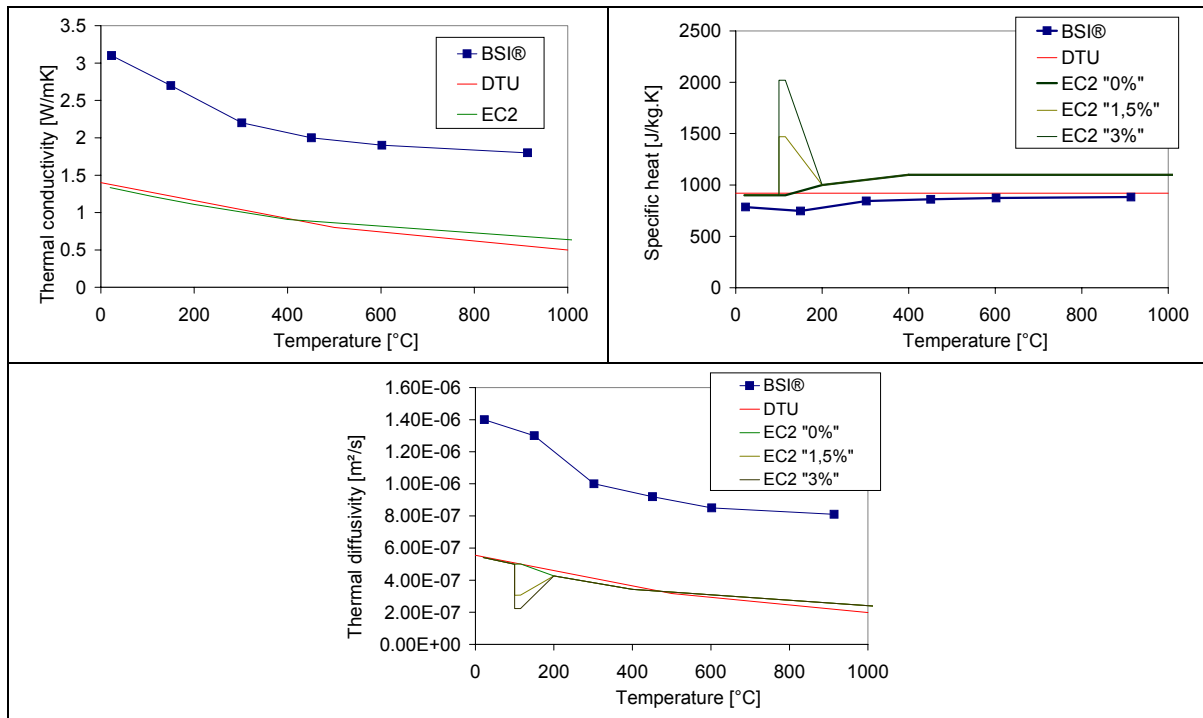 3.5
3
2.5
2
1.5
1
0.5
0
0 200 400 600 800 1000
Thermal conductivity [W/mK]
Temperature [°C]
BSI®
DTU
EC2
2500
2000
1500
1000
500
0
0 200 400 600 800 1000
Specific heat [J/kg.K]
Temperature [°C]
BSI®
DTU
EC2 "0%"
EC2 "1,5%"
EC2 "3%"
1.60E-06
1.40E-06
1.20E-06
1.00E-06
8.00E-07
6.00E-07
4.00E-07
2.00E-07
0.00E+00
0 200 400 600 800 1000
Thermal diffusivity [m²/s]
Temperature [°C]
BSI®
DTU
EC2 "0%"
EC2 "1,5%"
EC2 "3%"